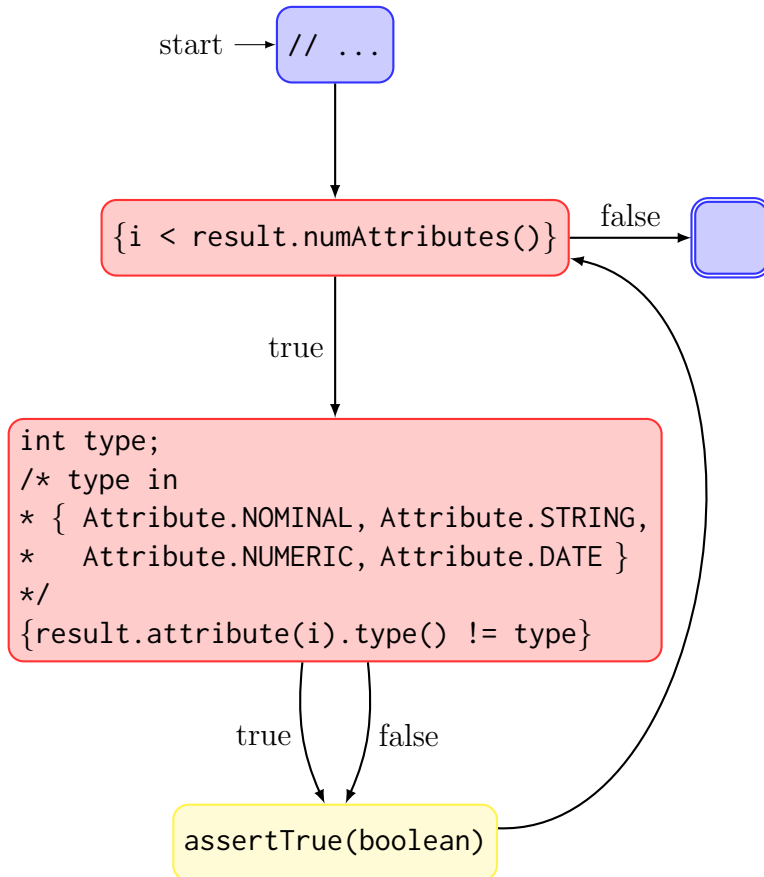 start
// ...
{i < result.numAttributes()}
false
true
int type;
/* type in
* { Attribute.NOMINAL, Attribute.STRING,
*   Attribute.NUMERIC, Attribute.DATE }
*/
{result.attribute(i).type() != type}
true
false
assertTrue(boolean)